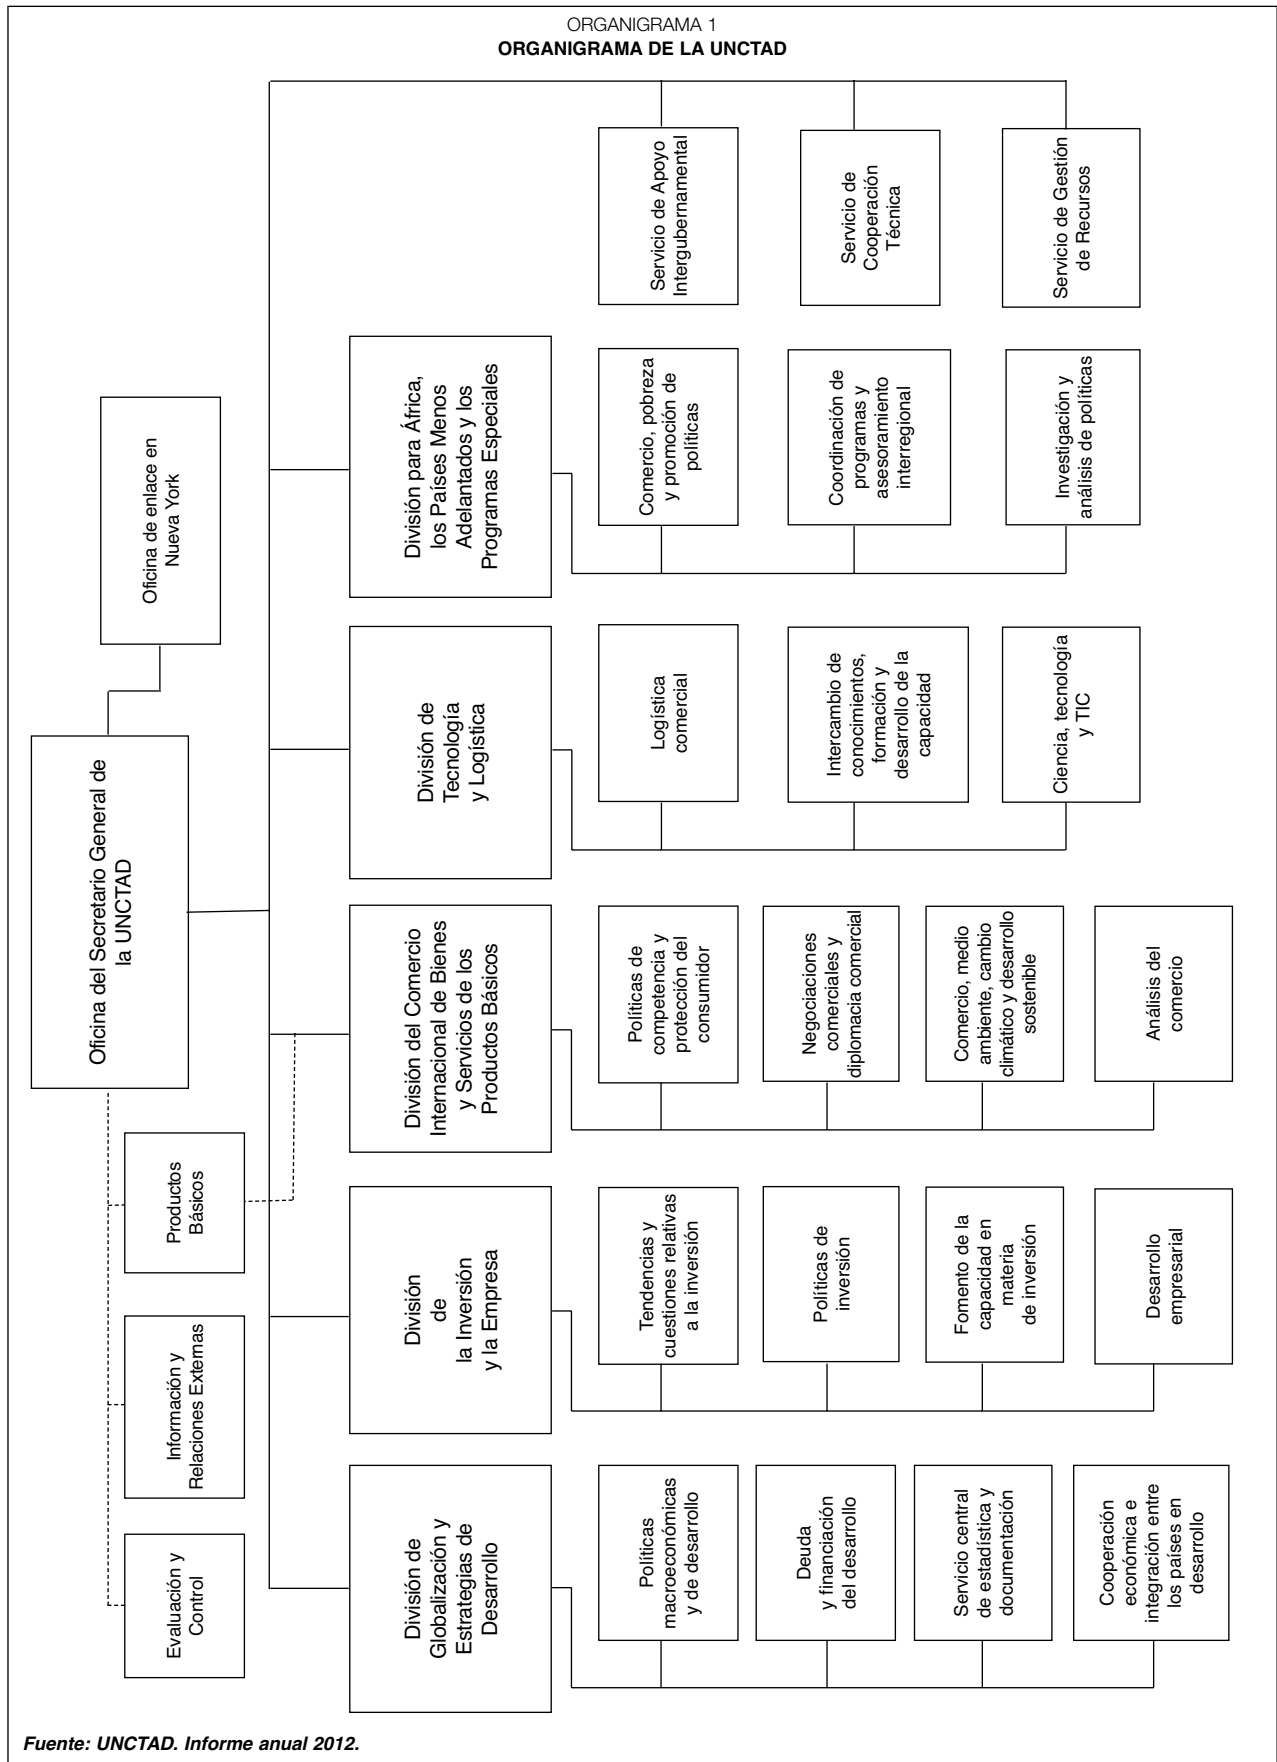 ORGANIGRAMA 1
ORGANIGRAMA DE LA UNCTAD
Oficina del Secretario General de
la UNCTAD
Oficina de enlace en
Nueva York
Evaluación y
Control
Información y
Relaciones Externas
Productos
Básicos
División de
Globalización y
Estrategias de
Desarrollo
Políticas
macroeconómicas
y de desarrollo
Deuda
y financiación
del desarrollo
Servicio central
de estadística y
documentación
Cooperación
económica e
integración entre
los países en
desarrollo
División
de
la Inversión
y la Empresa
Tendencias y
cuestiones relativas
a la inversión
Políticas de
inversión
Fomento de la
capacidad en
materia
de inversión
Desarrollo
empresarial
División del Comercio
Internacional de Bienes
y Servicios de los
Productos Básicos
Políticas de
competencia y
protección del
consumidor
Negociaciones
comerciales y
diplomacia comercial
Comercio, medio
ambiente, cambio
climático y desarrollo
sostenible
Análisis del
comercio
División de
Tecnología
y Logística
Logística
comercial
Intercambio de
conocimientos,
formación y
desarrollo de la
capacidad
Ciencia, tecnología
y TIC
División para África,
los Países Menos
Adelantados y los
Programas Especiales
Comercio, pobreza
y promoción de
políticas
Coordinación de
programas y
asesoramiento
interregional
Investigación y
análisis de políticas
Servicio de Apoyo
Intergubernamental
Servicio de
Cooperación
Técnica
Servicio de Gestión
de Recursos
Fuente: UNCTAD. Informe anual 2012.